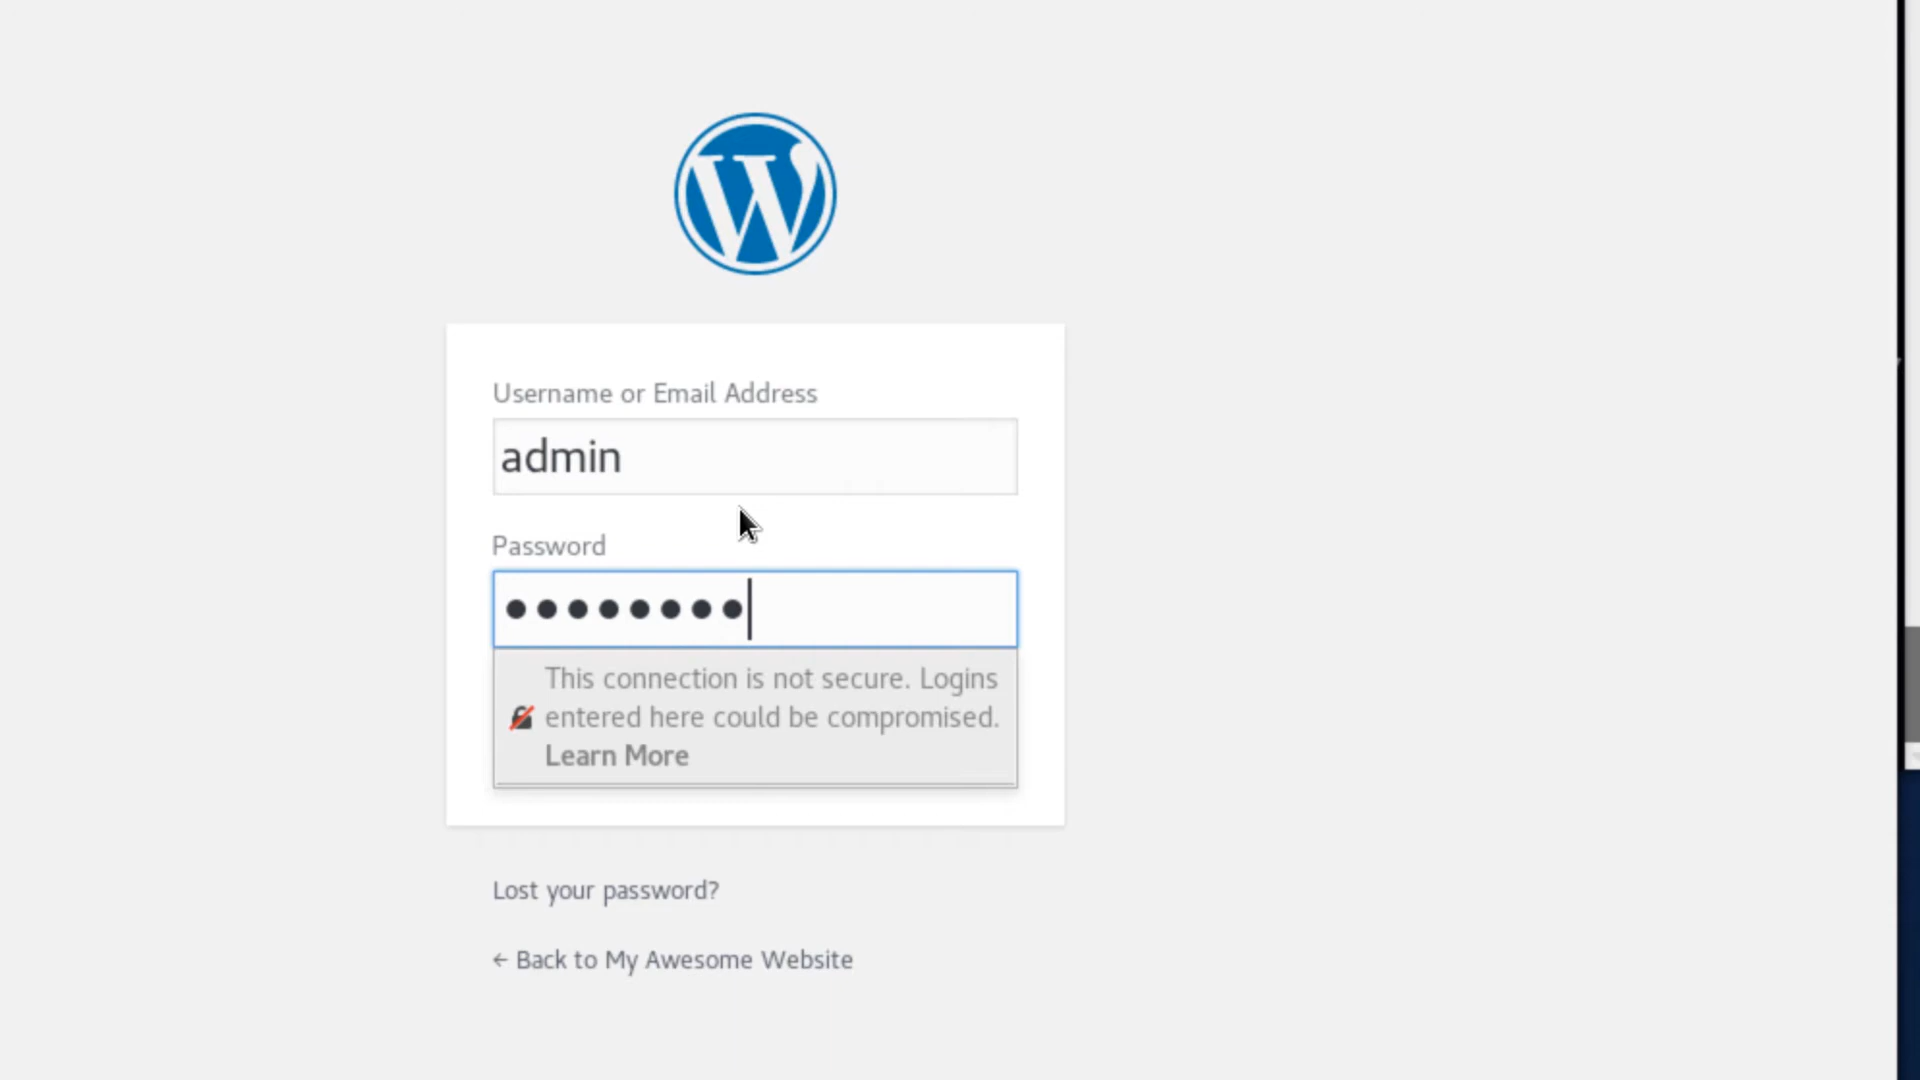 Username or Email Address
admin
Password
This connection is not secure. Logins
entered here could be compromised.
Learn More
Lost your password?
← Back to My Awesome Website